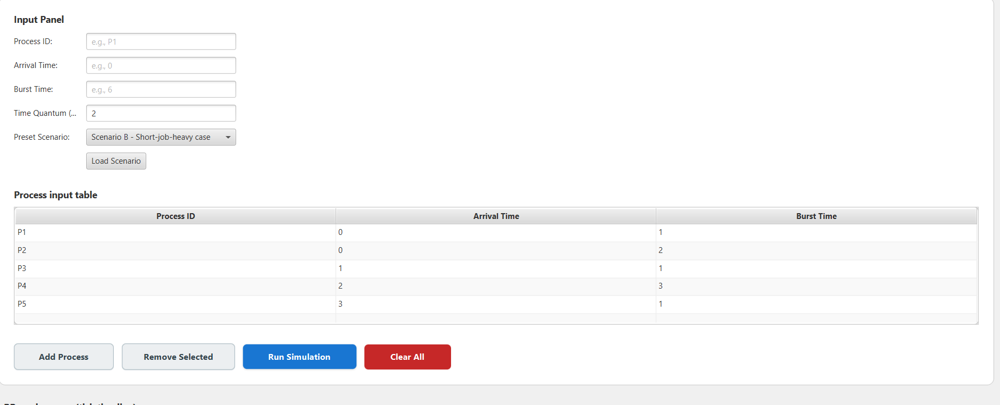 Input Panel
Process ID: e.g., P1
Arrival Time: e.g., 0
Burst Time: e.g., 6
Time Quantum (... 2
Preset Scenario: Scenario B - Short-job-heavy case
Load Scenario
Process input table
Process ID Arrival Time Burst Time
P1 0 1
P2 0 2
P3 1 1
P4 2 3
P5 3 1
Add Process Remove Selected Run Simulation Clear All